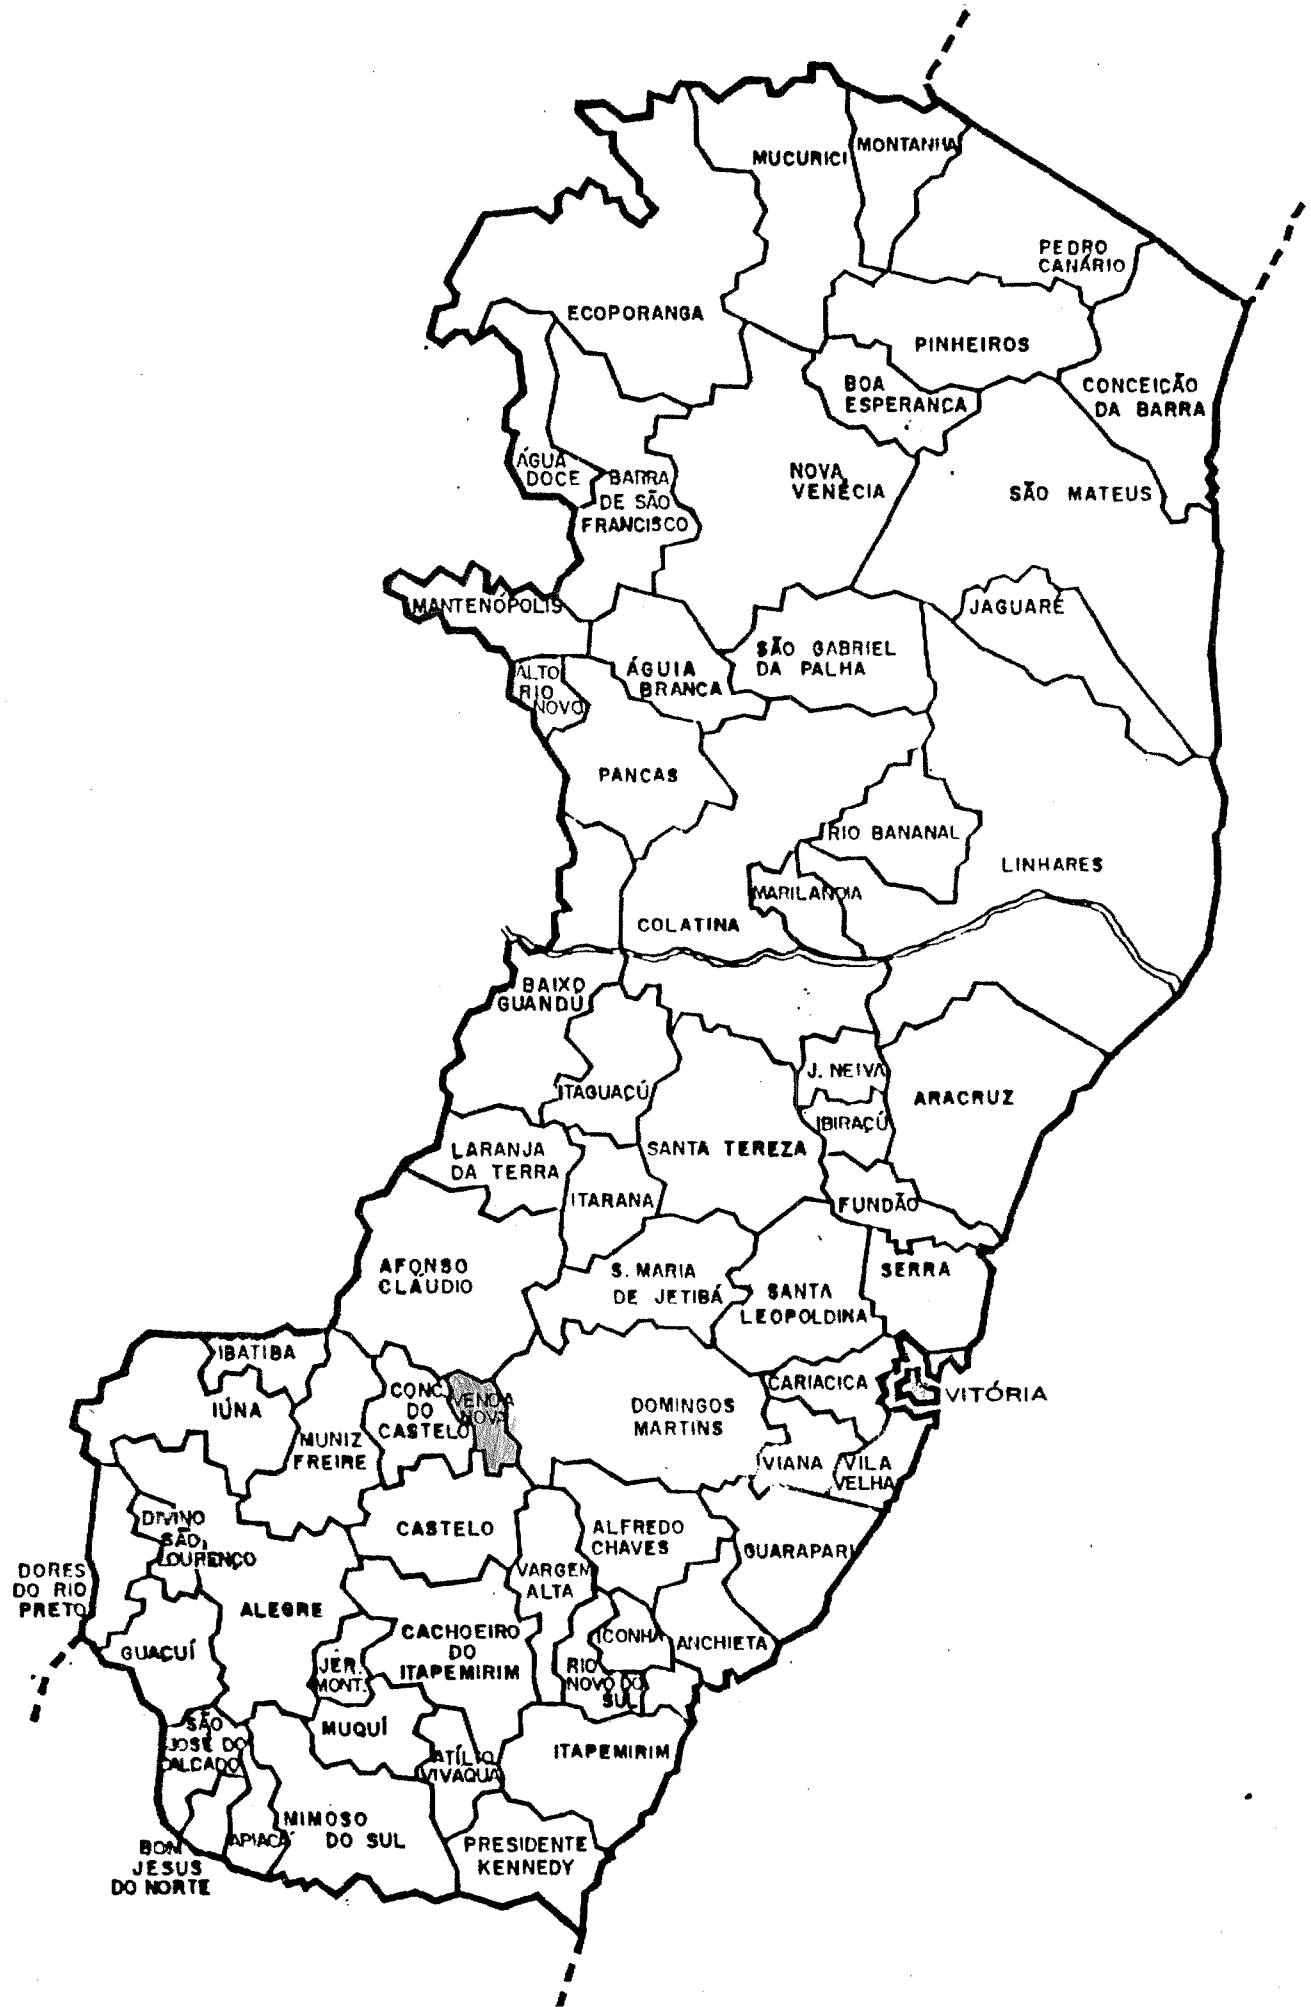 MUCURICI
MONTANHA
PEDRO
CANÁRIO
ECOPORANGA
PINHEIROS
BOA
ESPERANÇA
CONCEIÇÃO
DA BARRA
ÁGUA
DOCE
BARRA
DE SÃO
FRANCISCO
NOVA
VENÉCIA
SÃO MATEUS
MANTENÓPOLIS
JAGUARÉ
ALTO
RIO
NOVO
ÁGUIA
BRANCA
SÃO GABRIEL
DA PALHA
PANCAS
RIO BANANAL
LINHARES
MARILANDIA
COLATINA
BAIXO
GUANDÚ
ITAGUAÇÚ
J. NEIVA
ARACRUZ
IBIRAÇÚ
LARANJA
DA TERRA
SANTA TEREZA
ITARANA
FUNDÃO
AFONSO
CLÁUDIO
S. MARIA
DE JETIBÁ
SANTA
LEOPOLDINA
SERRA
IBATIBA
IÚNA
MUNIZ
FREIRE
CONC.
DO
CASTELO
VENDA
NOVA
DOMINGOS
MARTINS
CARIACICA
VITÓRIA
VIANA
VILA
VELHA
DIVINO
SÃO
LOURENÇO
CASTELO
ALFREDO
CHAVES
GUARAPARI
DORES
DO RIO
PRETO
VARGEM
ALTA
ALEGRE
GUAÇUÍ
CACHOEIRO
DO
ITAPEMIRIM
ICONHA
ANCHIETA
JER.
MONT.
RIO
NOVO DO
SUL
SÃO
JOSÉ DO
CALÇADO
MUQUÍ
ATÍLIO
VIVAQUA
ITAPEMIRIM
BOM
JESUS
DO NORTE
APIACÁ
MIMOSO
DO SUL
PRESIDENTE
KENNEDY